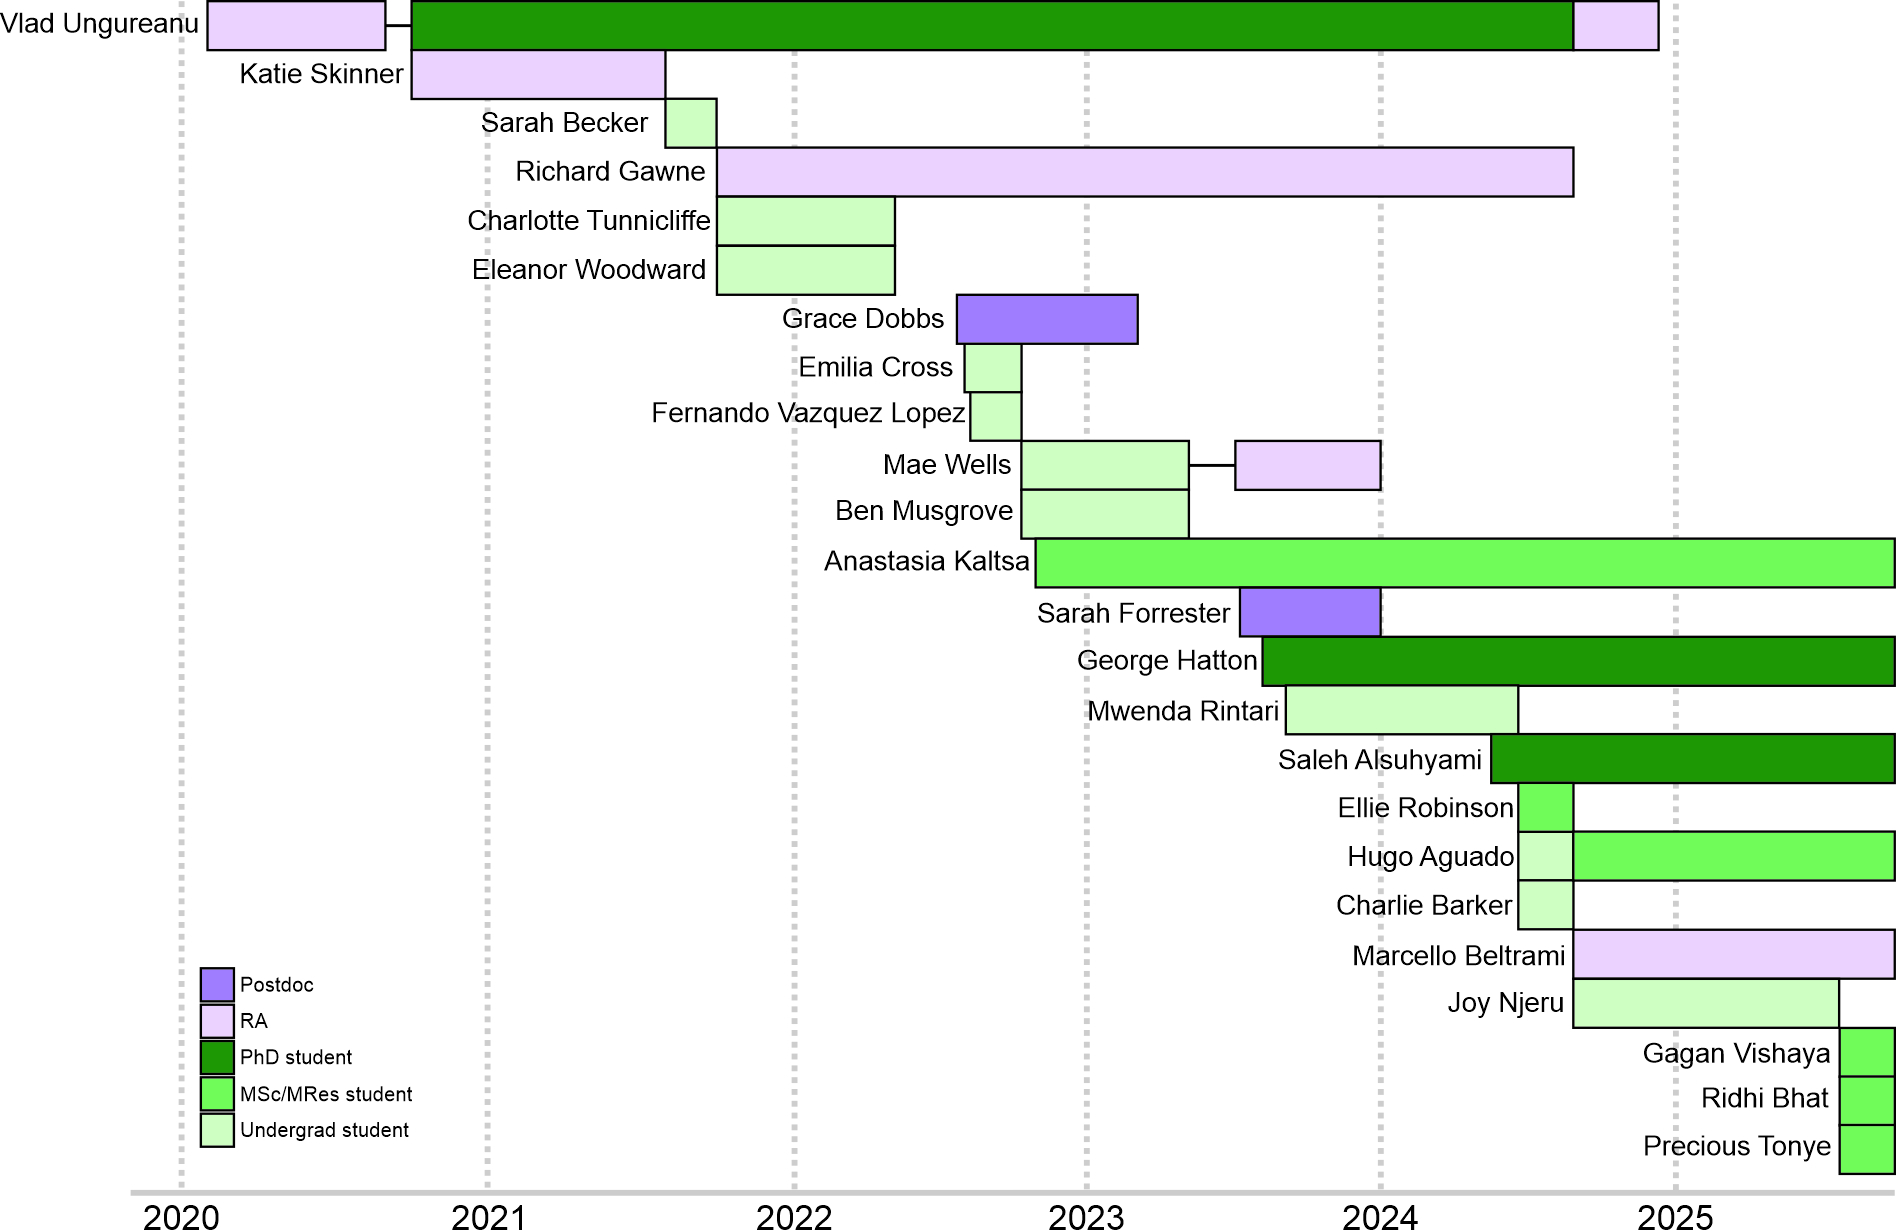 Vlad Ungureanu
Katie Skinner
Sarah Becker
Richard Gawne
Charlotte Tunnicliffe
Eleanor Woodward
Grace Dobbs
Emilia Cross
Fernando Vazquez Lopez
Mae Wells
Ben Musgrove
Anastasia Kaltsa
Sarah Forrester
George Hatton
Mwenda Rintari
Saleh Alsuhyami
Ellie Robinson
Hugo Aguado
Charlie Barker
Marcello Beltrami
Joy Njeru
Gagan Vishaya
Ridhi Bhat
Precious Tonye
Postdoc
RA
PhD student
MSc/MRes student
Undergrad student
2020 2021 2022 2023 2024 2025